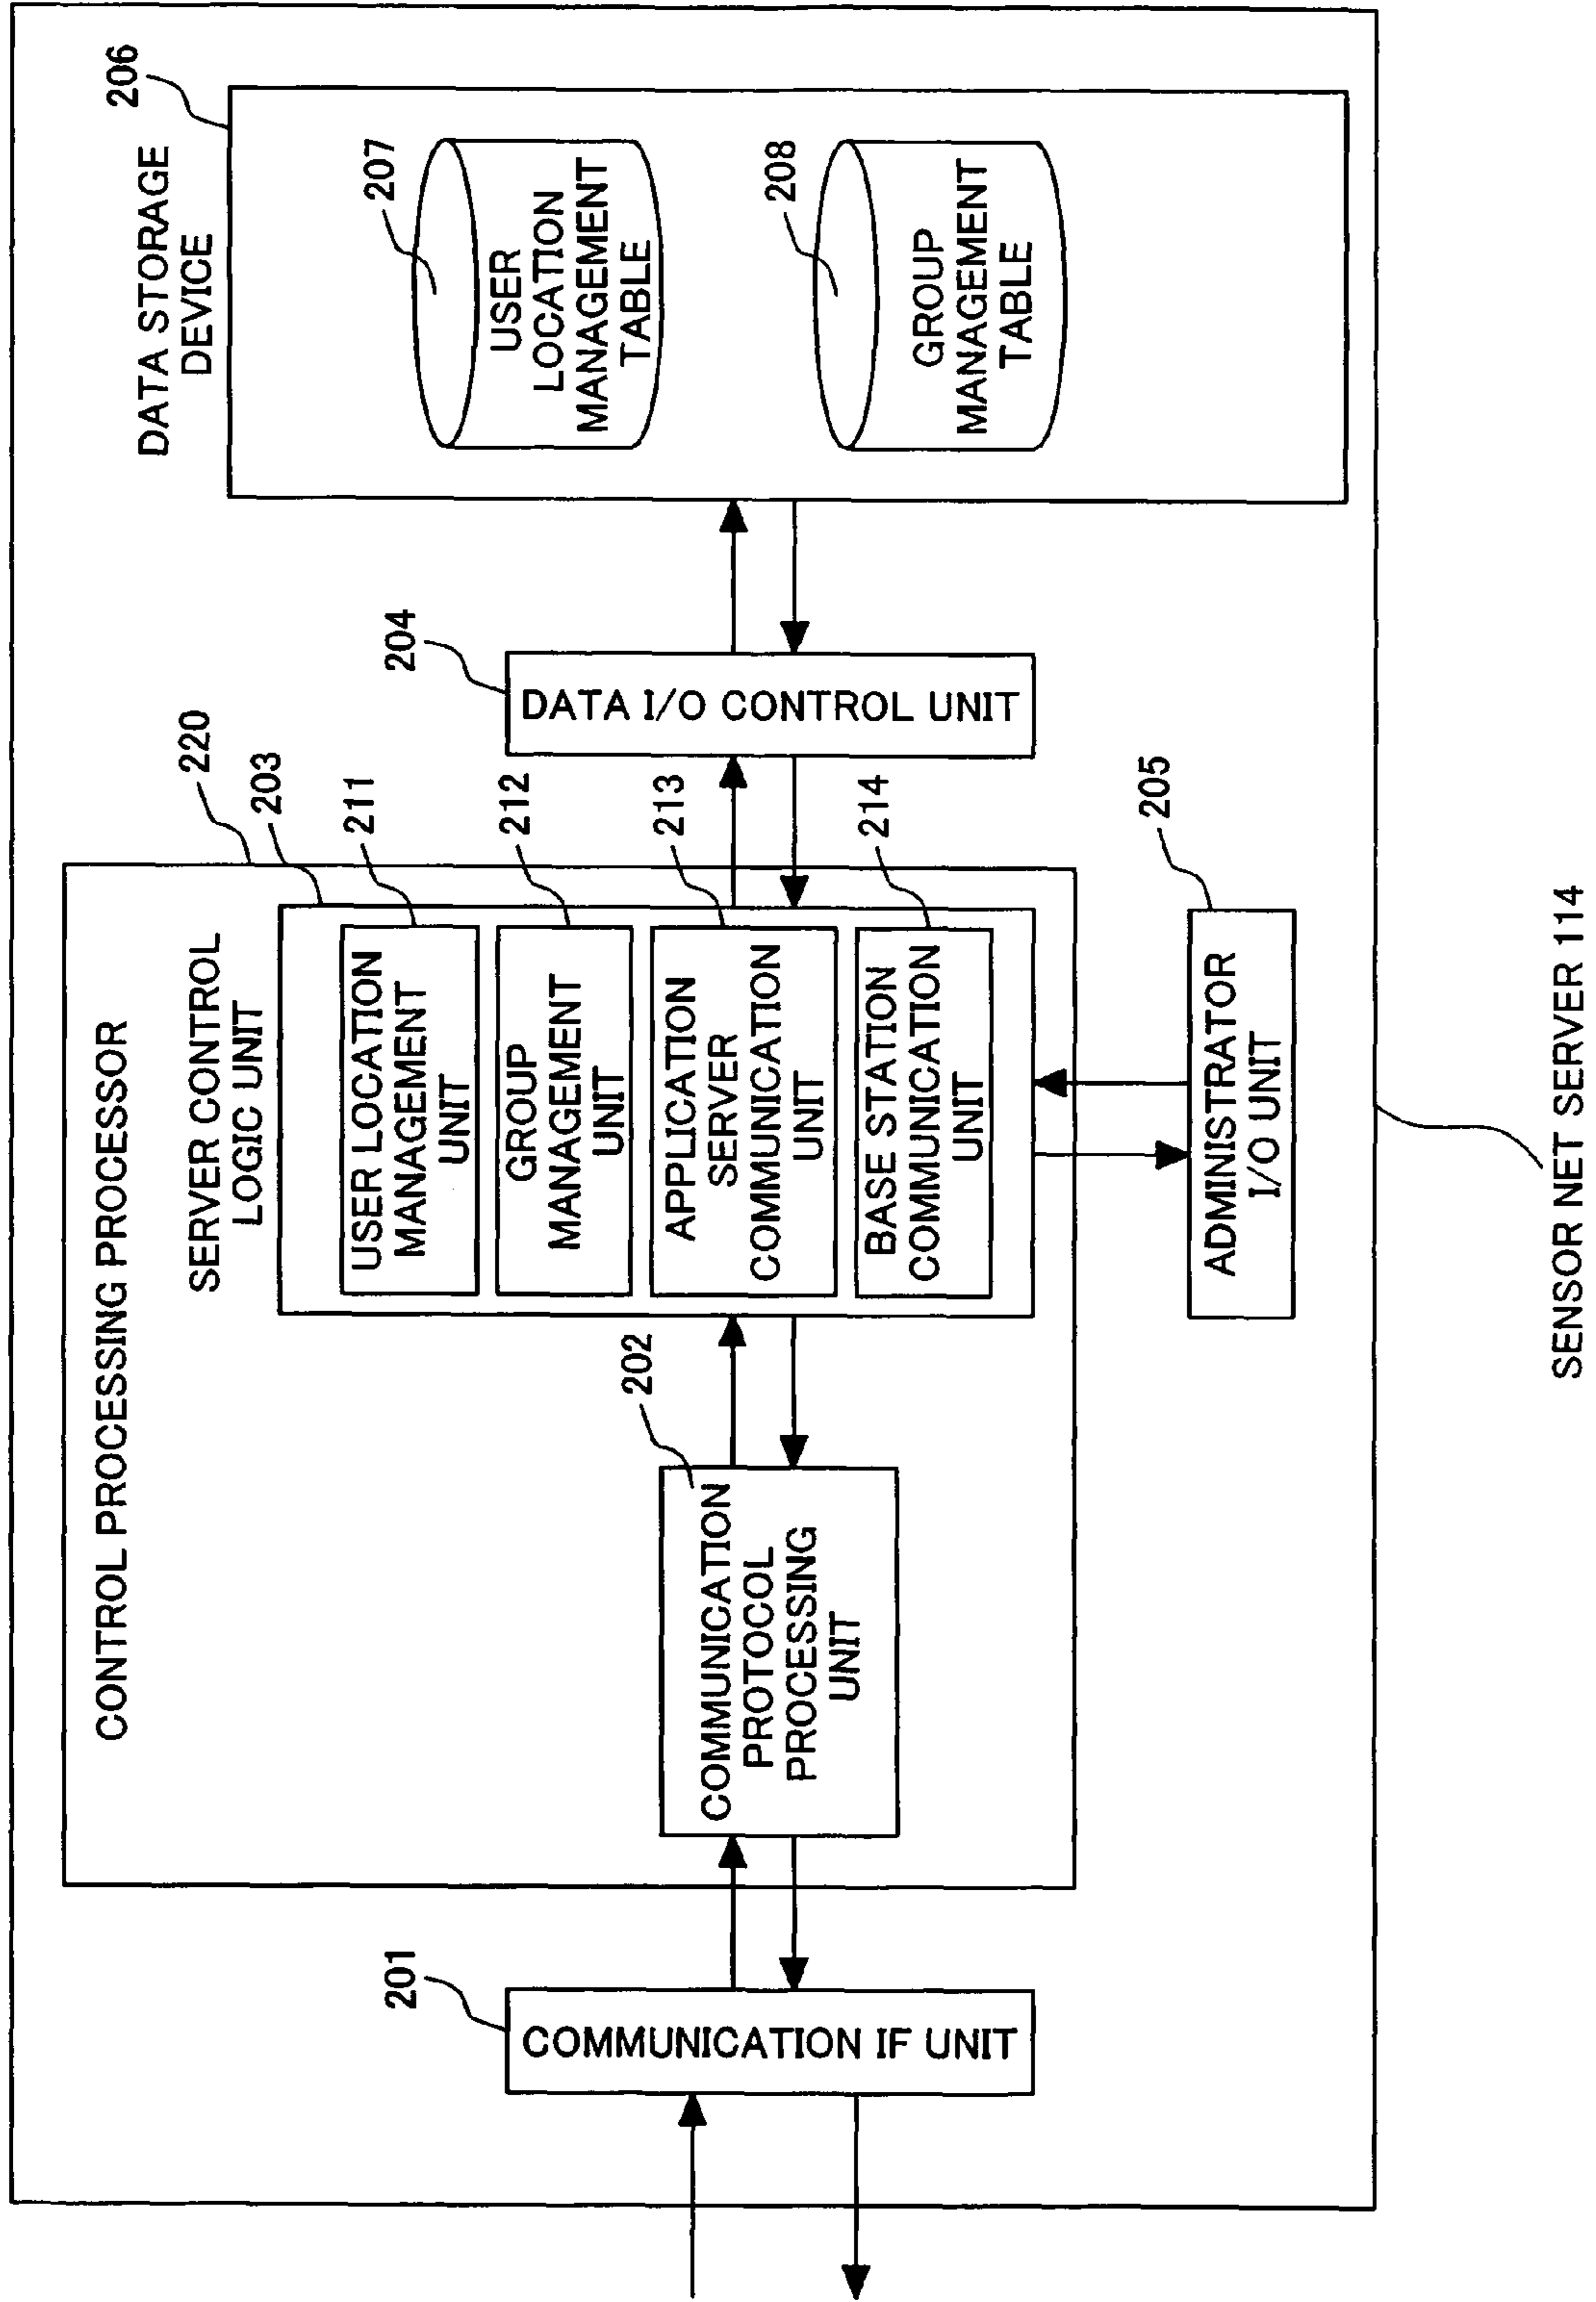 CONTROL PROCESSING PROCESSOR
220
SERVER CONTROL
LOGIC UNIT
203
DATA STORAGE
DEVICE
206
201
COMMUNICATION IF UNIT
202
COMMUNICATION
PROTOCOL
PROCESSING
UNIT
USER LOCATION
MANAGEMENT
UNIT
211
GROUP
MANAGEMENT
UNIT
212
APPLICATION
SERVER
COMMUNICATION
UNIT
213
BASE STATION
COMMUNICATION
UNIT
214
204
DATA I/O CONTROL UNIT
207
USER
LOCATION
MANAGEMENT
TABLE
208
GROUP
MANAGEMENT
TABLE
205
ADMINISTRATOR
I/O UNIT
SENSOR NET SERVER 114